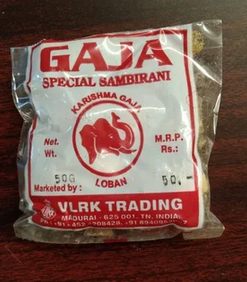 GAJA
SPECIAL SAMBIRANI
KARISHMA GAJA
LOBAN
Net. Wt.
50G
M.R.P. Rs.:
50.-
Marketed by :
VLRK TRADING
MADURAI - 625 001. TN. INDIA.